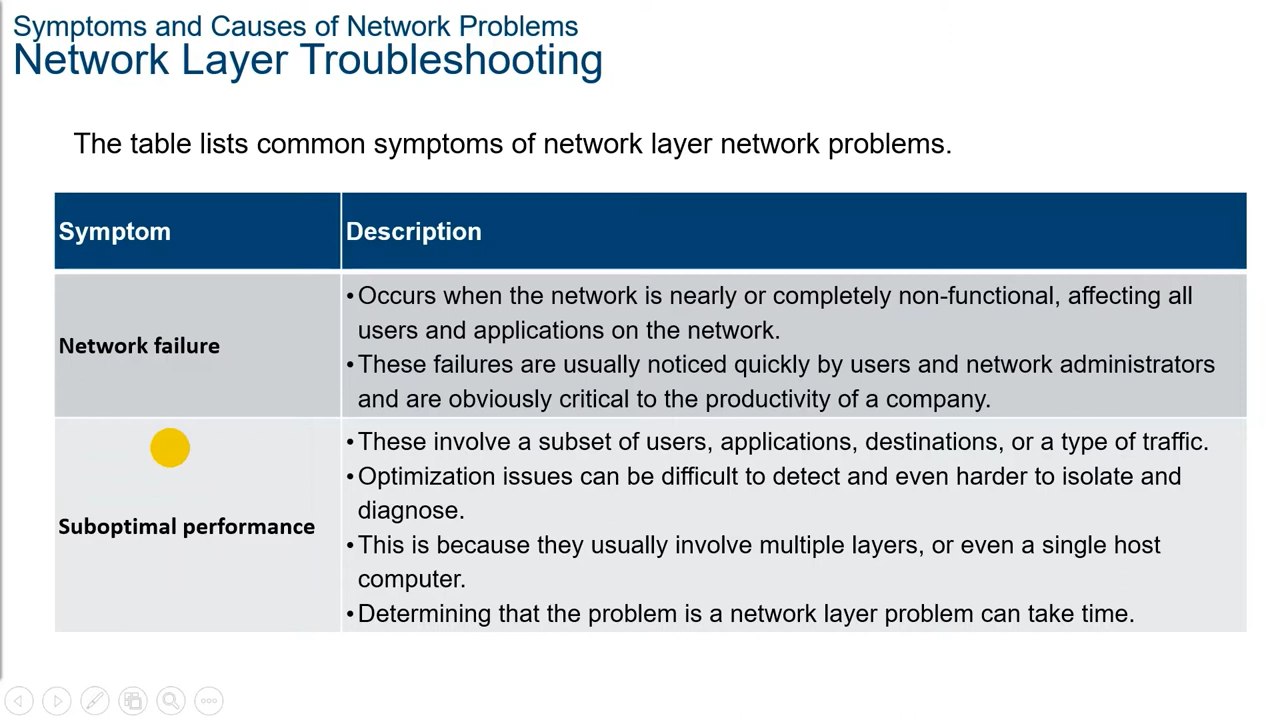 Symptoms and Causes of Network Problems
Network Layer Troubleshooting
The table lists common symptoms of network layer network problems.
Symptom
Description
Network failure
•Occurs when the network is nearly or completely non-functional, affecting all
users and applications on the network.
•These failures are usually noticed quickly by users and network administrators
and are obviously critical to the productivity of a company.
Suboptimal performance
•These involve a subset of users, applications, destinations, or a type of traffic.
•Optimization issues can be difficult to detect and even harder to isolate and
diagnose.
•This is because they usually involve multiple layers, or even a single host
computer.
•Determining that the problem is a network layer problem can take time.